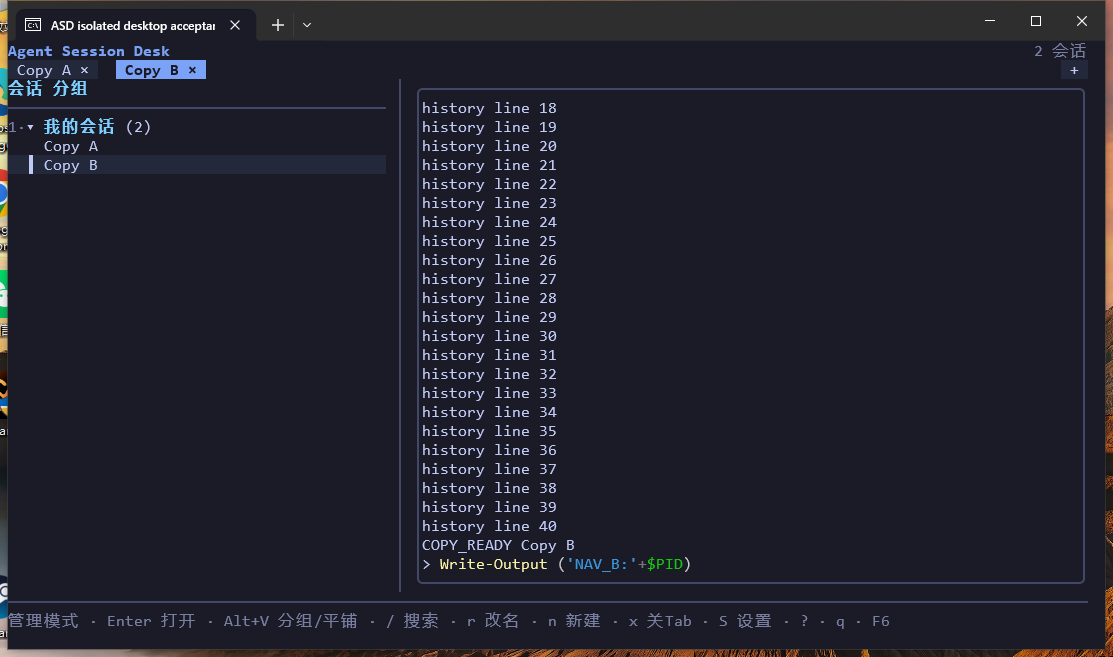 ASD isolated desktop acceptar
Agent Session Desk
2 会话
Copy A × Copy B ×
+
会话 分组
1·▾ 我的会话 (2)
Copy A
Copy B
history line 18
history line 19
history line 20
history line 21
history line 22
history line 23
history line 24
history line 25
history line 26
history line 27
history line 28
history line 29
history line 30
history line 31
history line 32
history line 33
history line 34
history line 35
history line 36
history line 37
history line 38
history line 39
history line 40
COPY_READY Copy B
> Write-Output ('NAV_B:'+$PID)
管理模式 · Enter 打开 · Alt+V 分组/平铺 · / 搜索 · r 改名 · n 新建 · x 关Tab · S 设置 · ? · q · F6